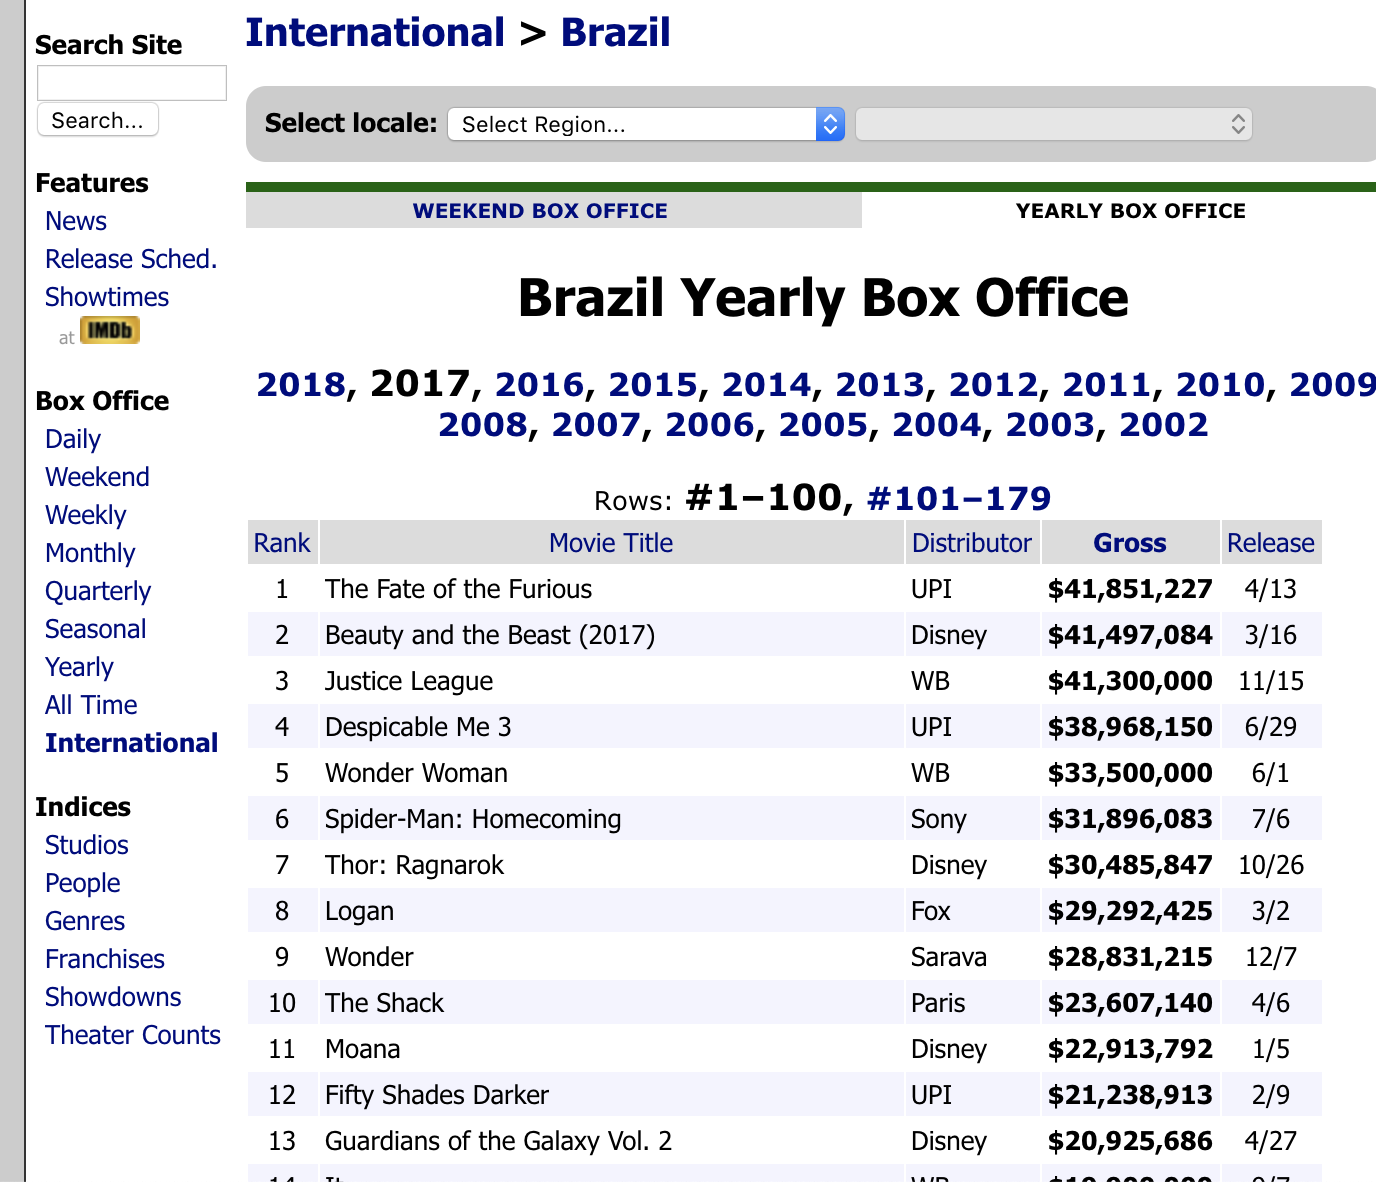 Search Site
Search...
Features
News
Release Sched.
Showtimes
at IMDb
Box Office
Daily
Weekend
Weekly
Monthly
Quarterly
Seasonal
Yearly
All Time
International
Indices
Studios
People
Genres
Franchises
Showdowns
Theater Counts
International > Brazil
Select locale: Select Region...
WEEKEND BOX OFFICE YEARLY BOX OFFICE
Brazil Yearly Box Office
2018, 2017, 2016, 2015, 2014, 2013, 2012, 2011, 2010, 2009
2008, 2007, 2006, 2005, 2004, 2003, 2002
Rows: #1–100, #101–179
Rank Movie Title Distributor Gross Release
1 The Fate of the Furious UPI $41,851,227 4/13
2 Beauty and the Beast (2017) Disney $41,497,084 3/16
3 Justice League WB $41,300,000 11/15
4 Despicable Me 3 UPI $38,968,150 6/29
5 Wonder Woman WB $33,500,000 6/1
6 Spider-Man: Homecoming Sony $31,896,083 7/6
7 Thor: Ragnarok Disney $30,485,847 10/26
8 Logan Fox $29,292,425 3/2
9 Wonder Sarava $28,831,215 12/7
10 The Shack Paris $23,607,140 4/6
11 Moana Disney $22,913,792 1/5
12 Fifty Shades Darker UPI $21,238,913 2/9
13 Guardians of the Galaxy Vol. 2 Disney $20,925,686 4/27
14 It WB